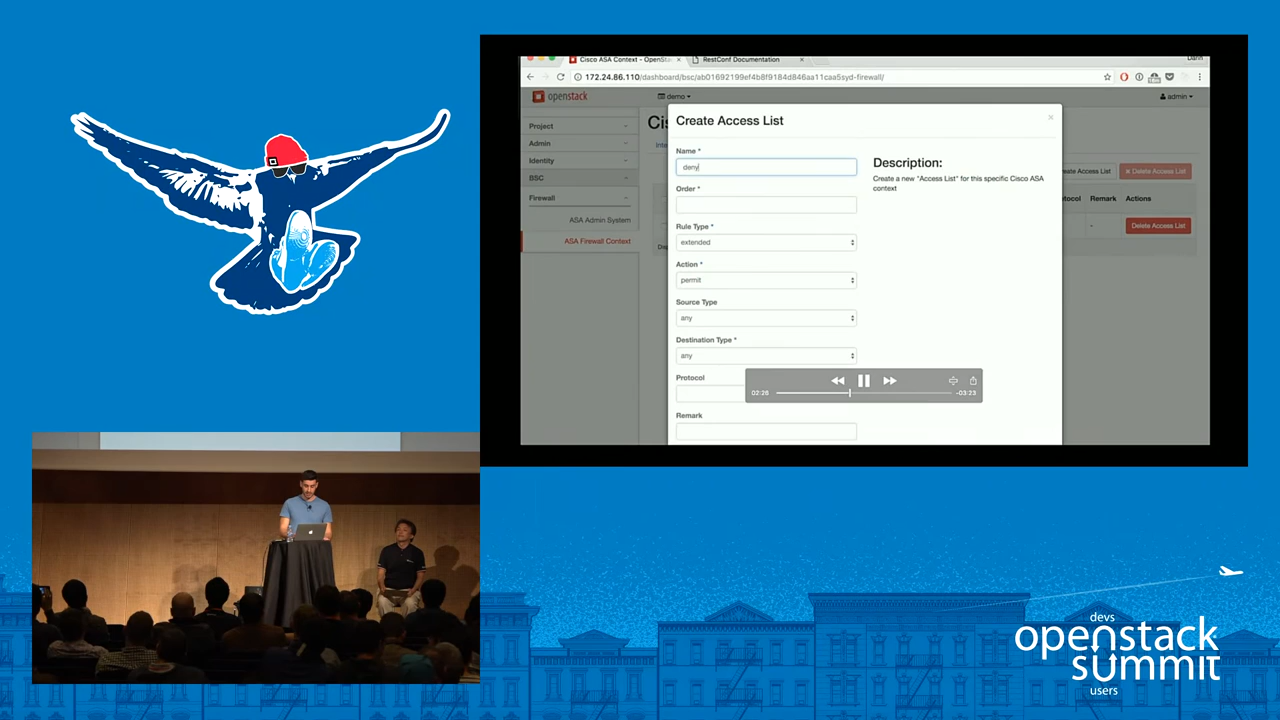 Cisco ASA Context - OpenSta
RestConf Documentation
172.24.86.110/dashboard/bsc/ab01692199ef4b8f9184d846aa11caa5syd-firewall/
openstack
demo
admin
Project
Admin
Identity
BSC
Firewall
ASA Admin System
ASA Firewall Context
Create Access List
×
Name *
deny
Order *
Rule Type *
extended
Action *
permit
Source Type
any
Destination Type *
any
Protocol
Remark
Description:
Create a new "Access List" for this specific Cisco ASA
context
eate Access List
× Delete Access List
otocol
Remark
Actions
-
Delete Access List
02:26
-03:23
devs
openstack
summit
users